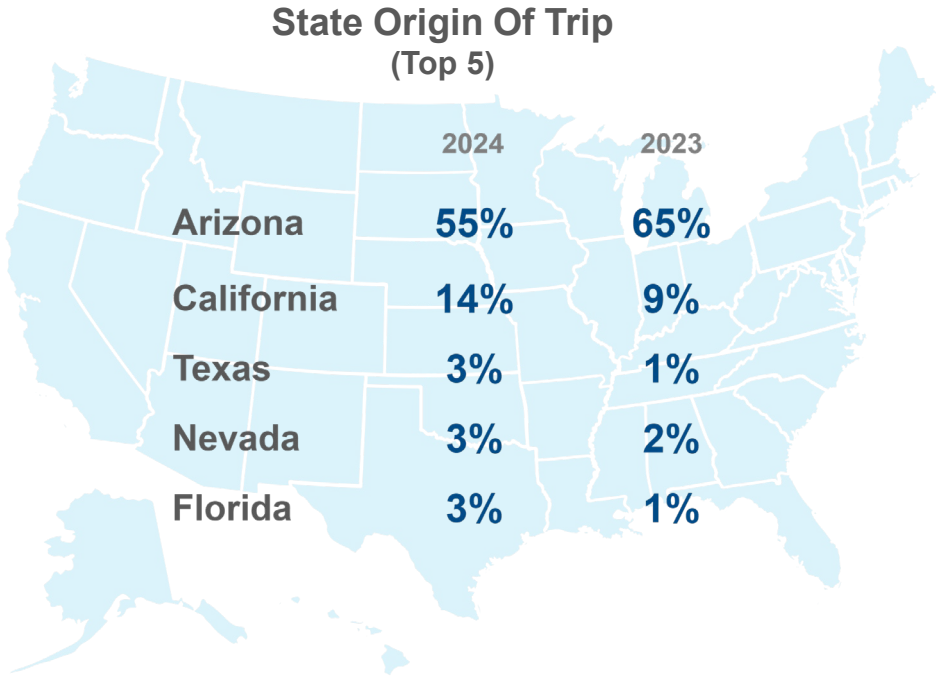 State Origin Of Trip
(Top 5)
2024 2023
Arizona 55% 65%
California 14% 9%
Texas 3% 1%
Nevada 3% 2%
Florida 3% 1%